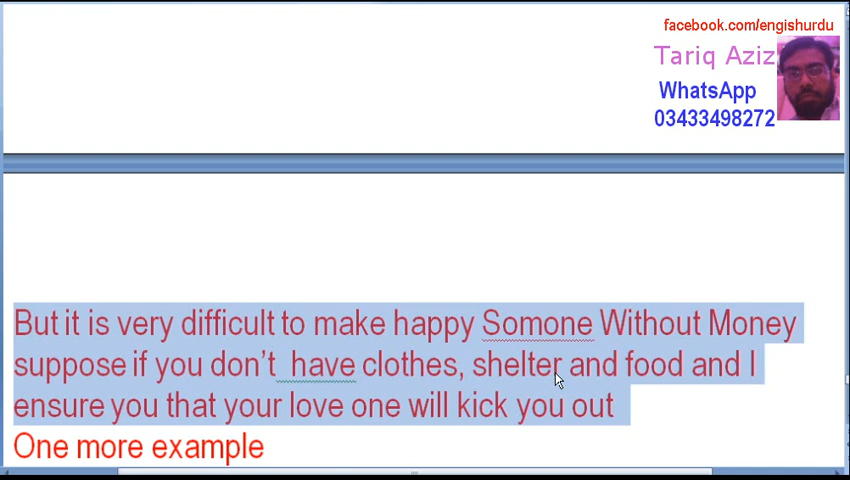 facebook.com/engishurdu
Tariq Aziz
WhatsApp
03433498272
But it is very difficult to make happy Somone Without Money
suppose if you don't  have clothes, shelter and food and I
ensure you that your love one will kick you out
One more example